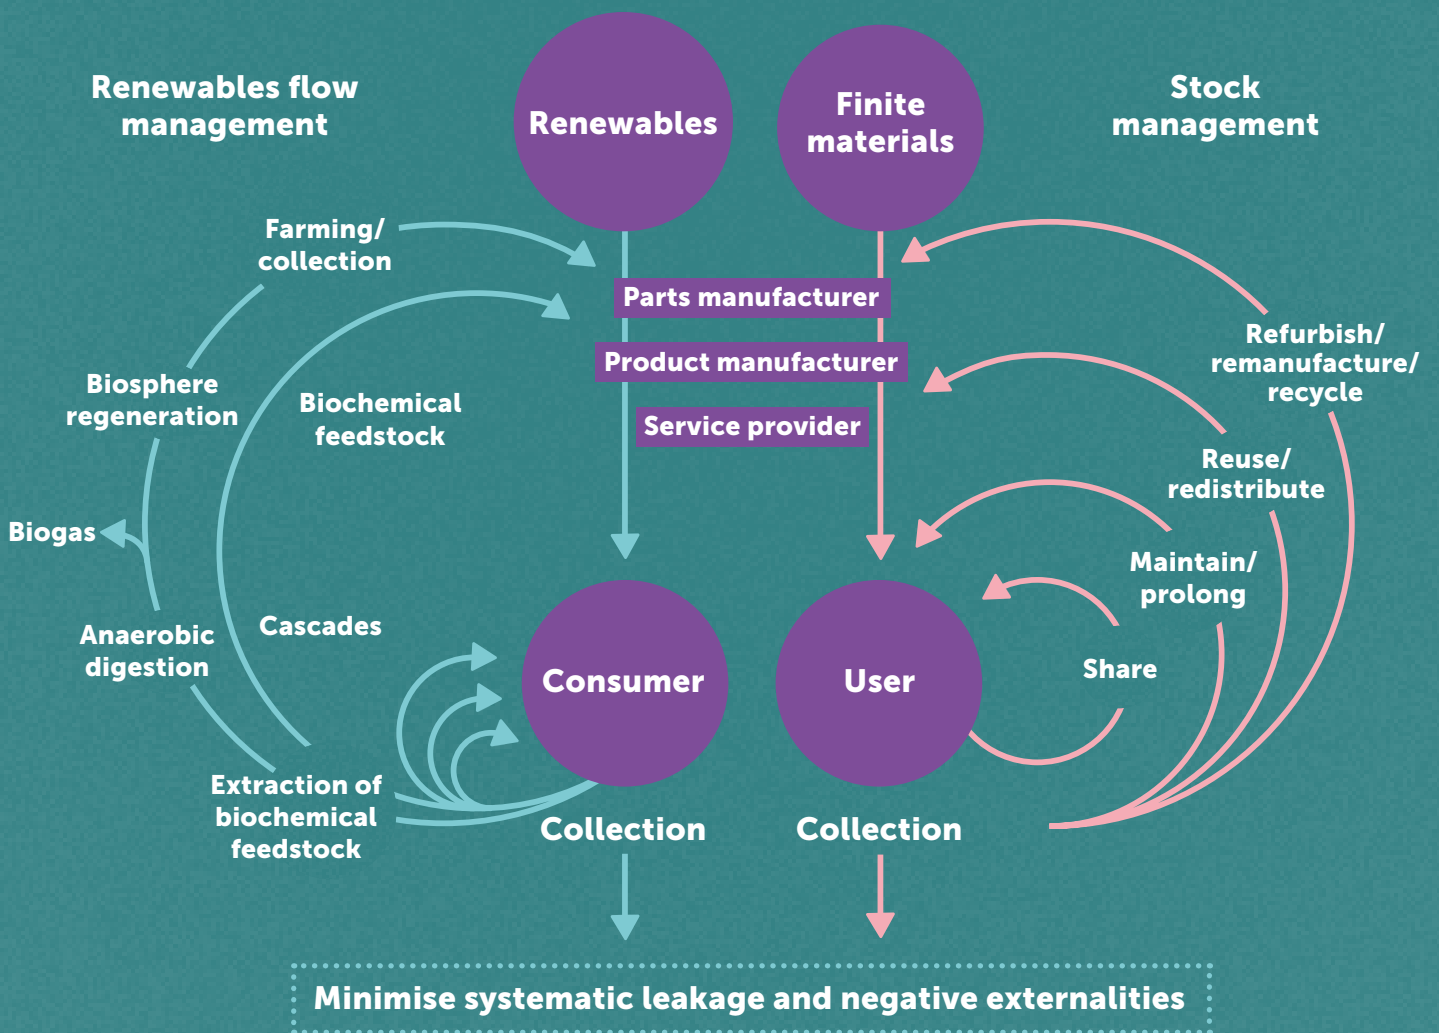 Renewables flow
management
Renewables
Finite
materials
Stock
management
Farming/
collection
Parts manufacturer
Product manufacturer
Service provider
Refurbish/
remanufacture/
recycle
Biosphere
regeneration
Biochemical
feedstock
Reuse/
redistribute
Biogas
Maintain/
prolong
Anaerobic
digestion
Cascades
Consumer
User
Share
Extraction of
biochemical
feedstock
Collection
Collection
Minimise systematic leakage and negative externalities